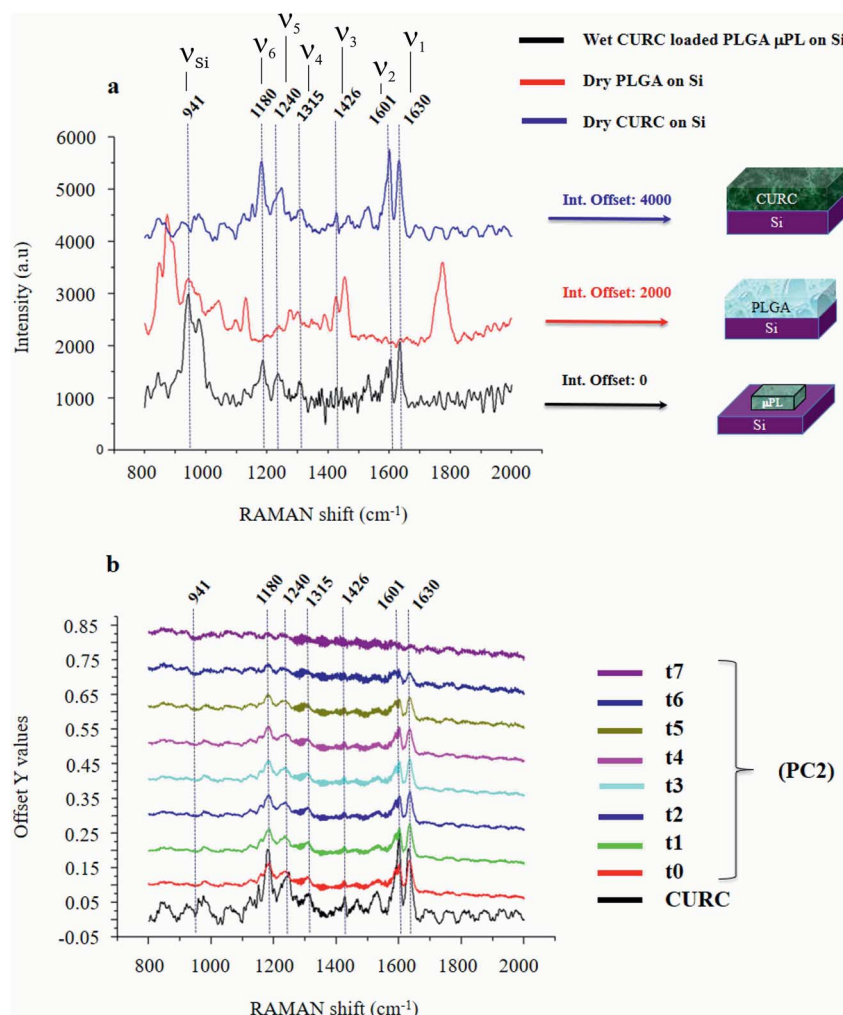 ν5
νSi
ν6
ν3
ν4
ν1
ν2
Wet CURC loaded PLGA μPL on Si
Dry PLGA on Si
Dry CURC on Si
a
941
1180
1240
1315
1426
1601
1630
6000
5000
4000
3000
2000
1000
0
Intensity (a.u)
800 1000 1200 1400 1600 1800 2000
RAMAN shift (cm-1)
Int. Offset: 4000
CURC
Si
Int. Offset: 2000
PLGA
Si
Int. Offset: 0
μPL
Si
b
941
1180
1240
1315
1426
1601
1630
0.85
0.75
0.65
0.55
0.45
0.35
0.25
0.15
0.05
-0.05
Offset Y values
800 1000 1200 1400 1600 1800 2000
RAMAN shift (cm-1)
t7
t6
t5
t4
t3
t2
t1
t0
CURC
(PC2)